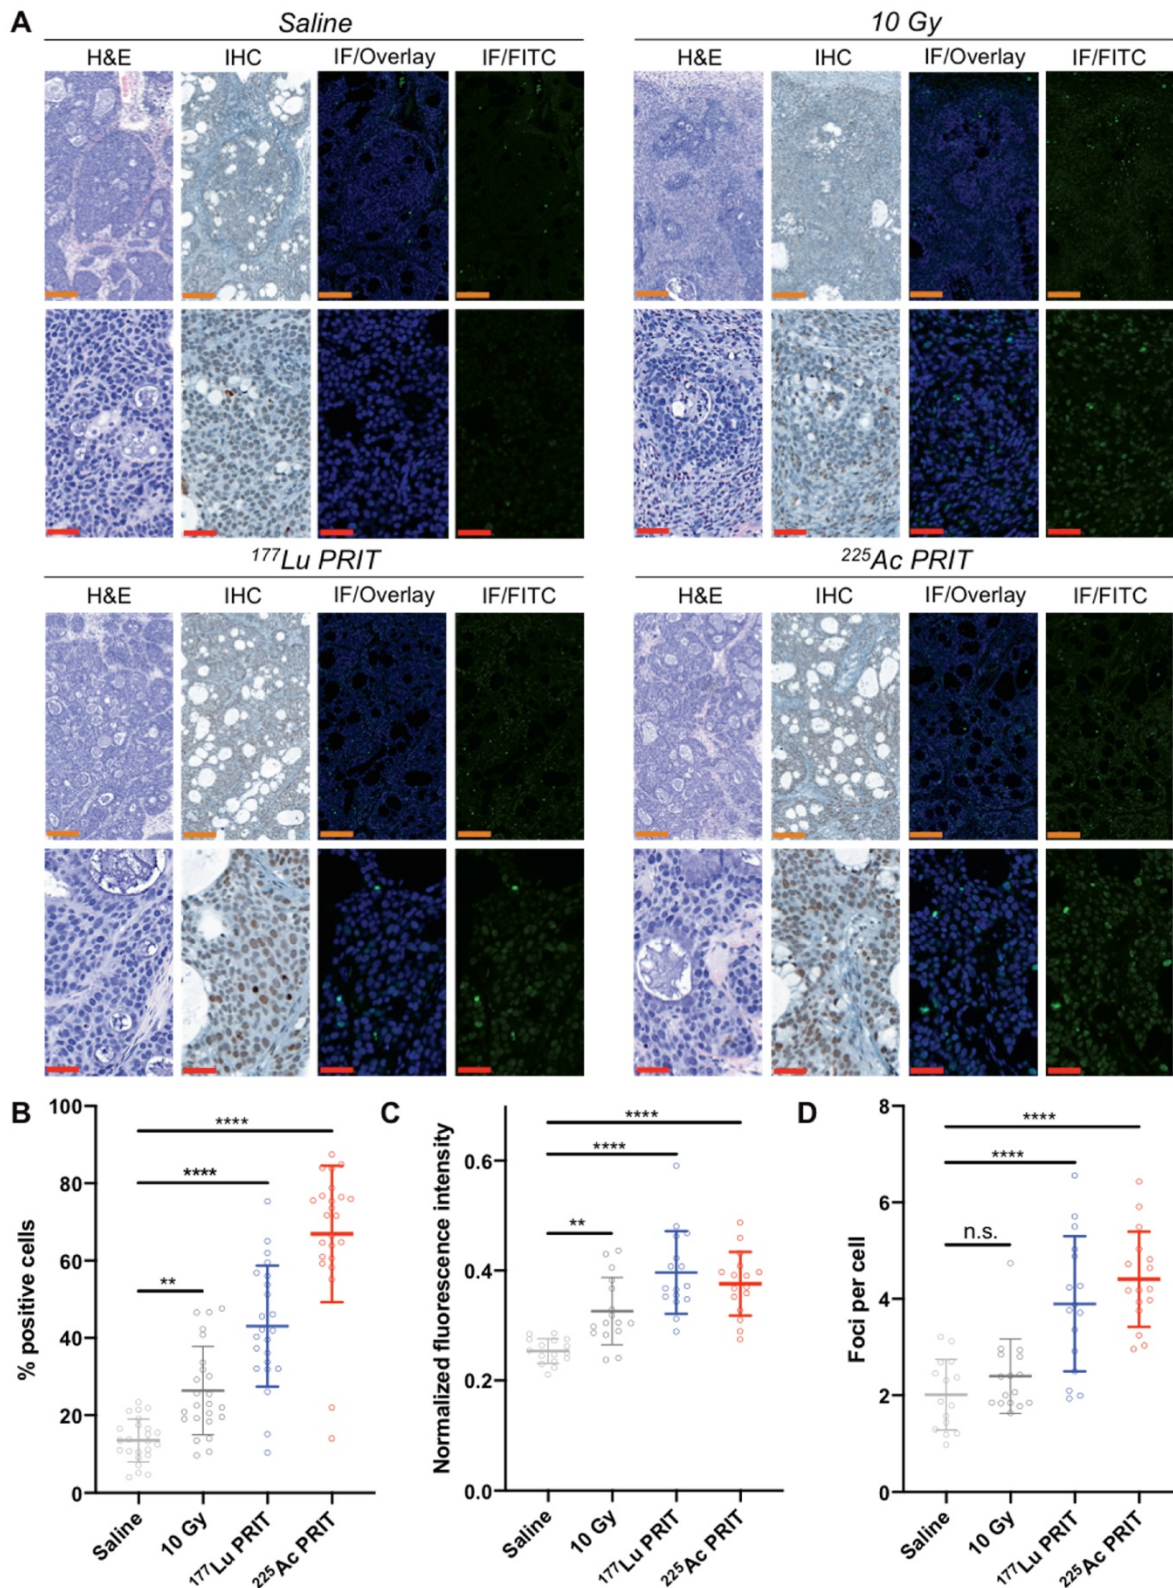 A
Saline
10 Gy
H&E IHC IF/Overlay IF/FITC
H&E IHC IF/Overlay IF/FITC
¹⁷⁷Lu PRIT
²²⁵Ac PRIT
H&E IHC IF/Overlay IF/FITC
H&E IHC IF/Overlay IF/FITC
B
% positive cells
100
80
60
40
20
0
****
****
**
Saline
10 Gy
¹⁷⁷Lu PRIT
²²⁵Ac PRIT
C
Normalized fluorescence intensity
0.6
0.4
0.2
0.0
****
****
**
Saline
10 Gy
¹⁷⁷Lu PRIT
²²⁵Ac PRIT
D
Foci per cell
8
6
4
2
0
****
****
n.s.
Saline
10 Gy
¹⁷⁷Lu PRIT
²²⁵Ac PRIT